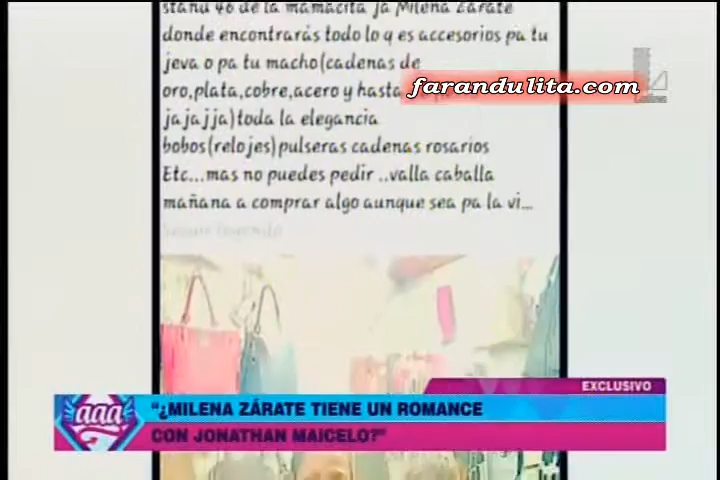 stand 46 de la mamacita ja Milena Zárate
donde encontrarás todo lo q es accesorios pa tu
jeva o pa tu macho(cadenas de
oro,plata,cobre,acero y hasta
farandulita.com
jajajja)toda la elegancia
bobos(relojes)pulseras cadenas rosarios
Etc...mas no puedes pedir ..valla caballa
mañana a comprar algo aunque sea pa la vi...
EXCLUSIVO
aaa
"¿MILENA ZÁRATE TIENE UN ROMANCE
CON JONATHAN MAICELO?"